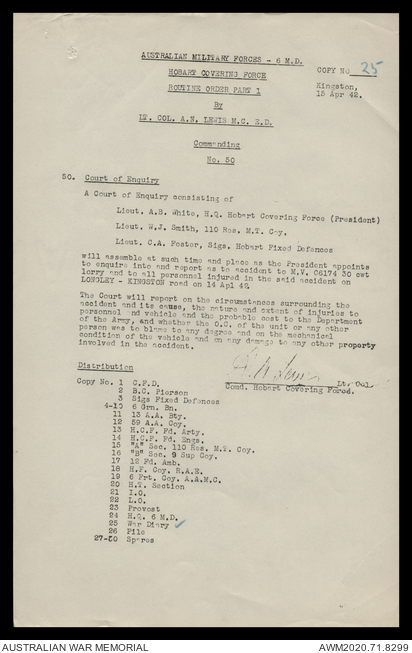 AUSTRALIAN MILITARY FORCES - 6 M.D.
HOBART COVERING FORCE
COPY NO 25
ROUTINE ORDER PART 1
Kingston,
15 Apr 42.
By
LT. COL. A.N. LEWIS M.C. E.D.
Commanding
No. 50
50. Court of Enquiry
A Court of Enquiry consisting of
Lieut. A.B. White, H.Q. Hobart Covering Force (President)
Lieut. W.J. Smith, 110 Res. M.T. Coy.
Lieut. C.A. Foster, Sigs. Hobart Fixed Defences
will assemble at such time and place as the President appoints
to enquire into and report as to accident to M.V. C6174 30 cwt
lorry and to all personnel injured in the said accident on
LONGLEY - KINGSTON road on 14 Apl 42.
The Court will report on the circumstances surrounding the
accident and its cause, the nature and extent of injuries to
personnel and vehicle and the probable cost to the Department
of the Army, and whether the O.C. of the unit or any other
person was to blame to any degree and on the mechanical
condition of the vehicle and on any damage to any other property
involved in the accident.
Distribution
Lt. Col.
Comd. Hobart Covering Force.
Copy No. 1 C.F.D.
2 B.C. Pierson
3 Sigs Fixed Defences
4-10 6 Grn. Bn.
11 13 A.A. Bty.
12 59 A.A. Coy.
13 H.C.F. Fd. Arty.
14 H.C.F. Fd. Engs.
15 "A" Sec. 110 Res. M.T. Coy.
16 "B" Sec. 8 Sup Coy.
17 12 Fd. Amb.
18 H.F. Coy. R.A.E.
19 6 Frt. Coy. A.A.M.C.
20 H.T. Section
21 I.O.
22 L.O.
23 Provost
24 H.Q. 6 M.D.
25 War Diary ✓
26 File
27-50 Spares
AUSTRALIAN WAR MEMORIAL
AWM2020.71.8299